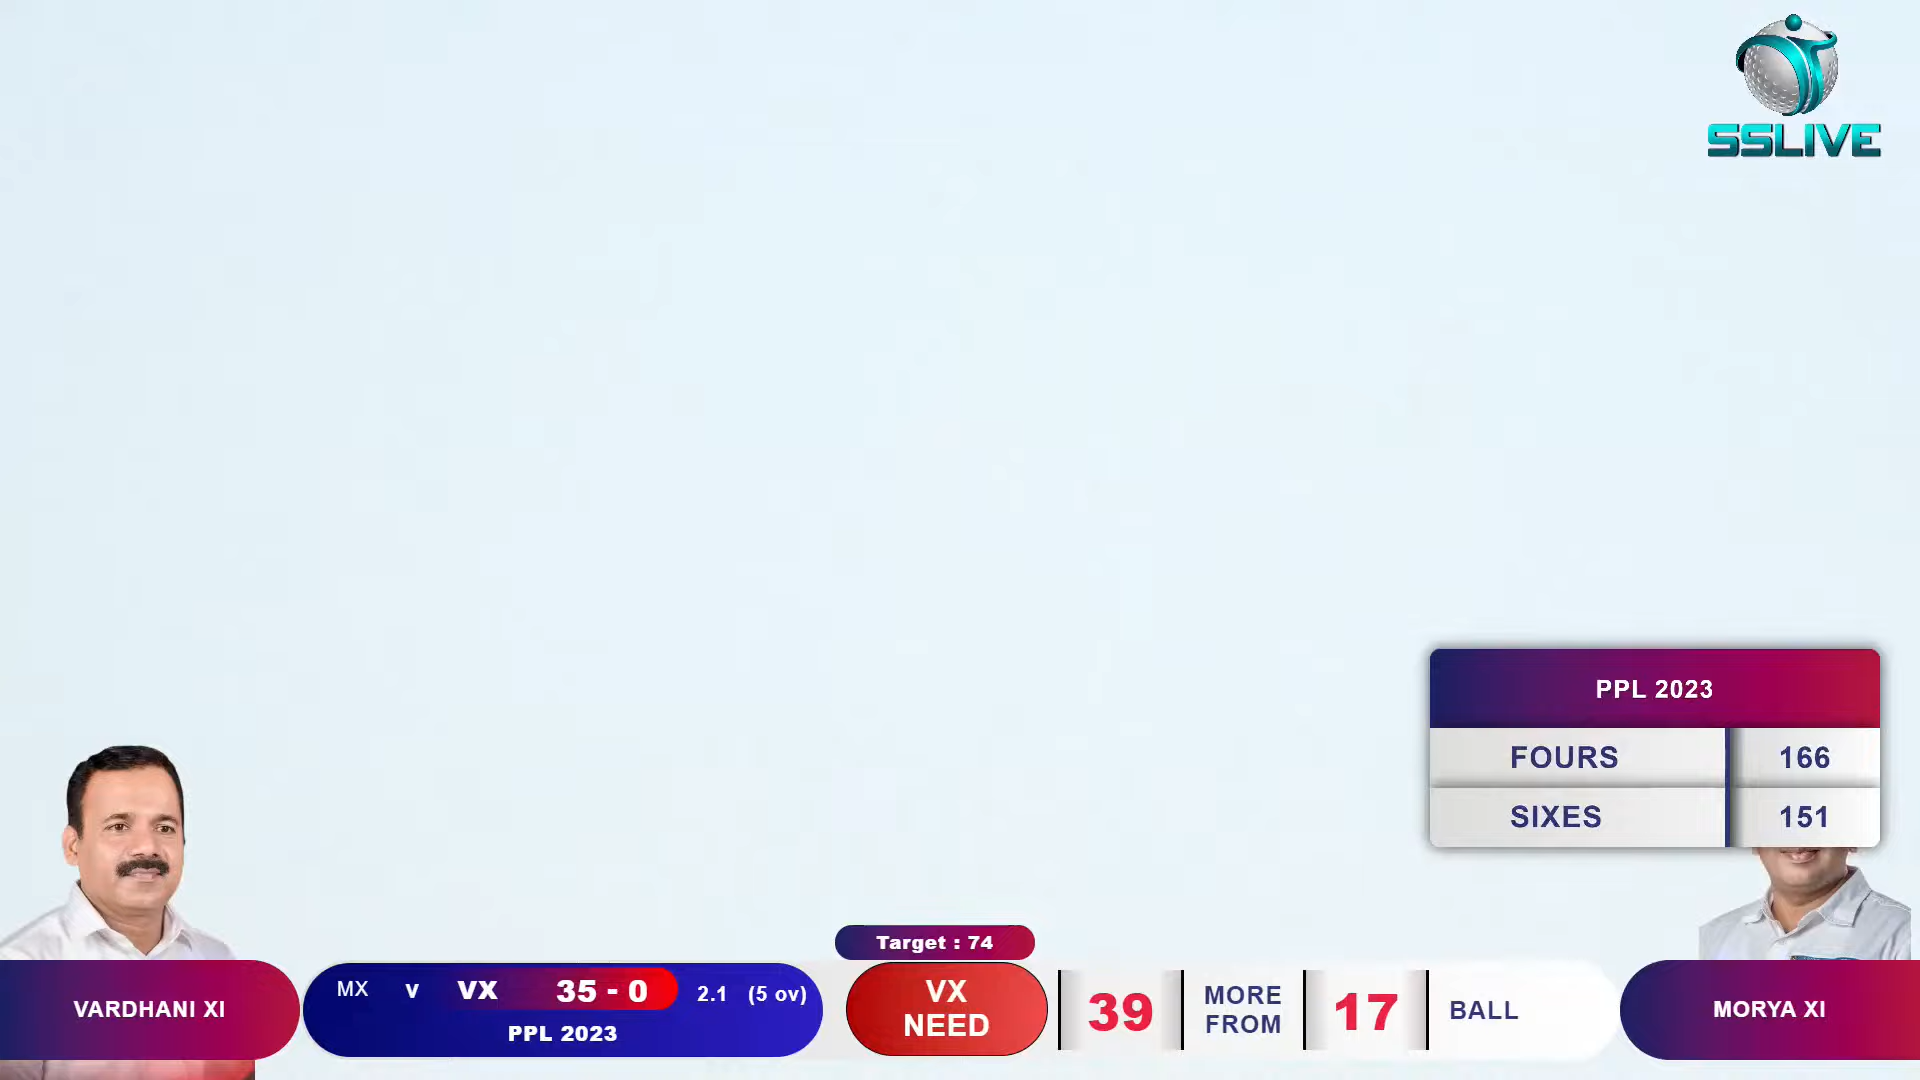 SSLIVE
PPL 2023
FOURS 166
SIXES 151
Target : 74
VARDHANI XI
MX v VX 35 - 0 2.1 (5 ov)
PPL 2023
VX
NEED
39
MORE
FROM
17
BALL
MORYA XI